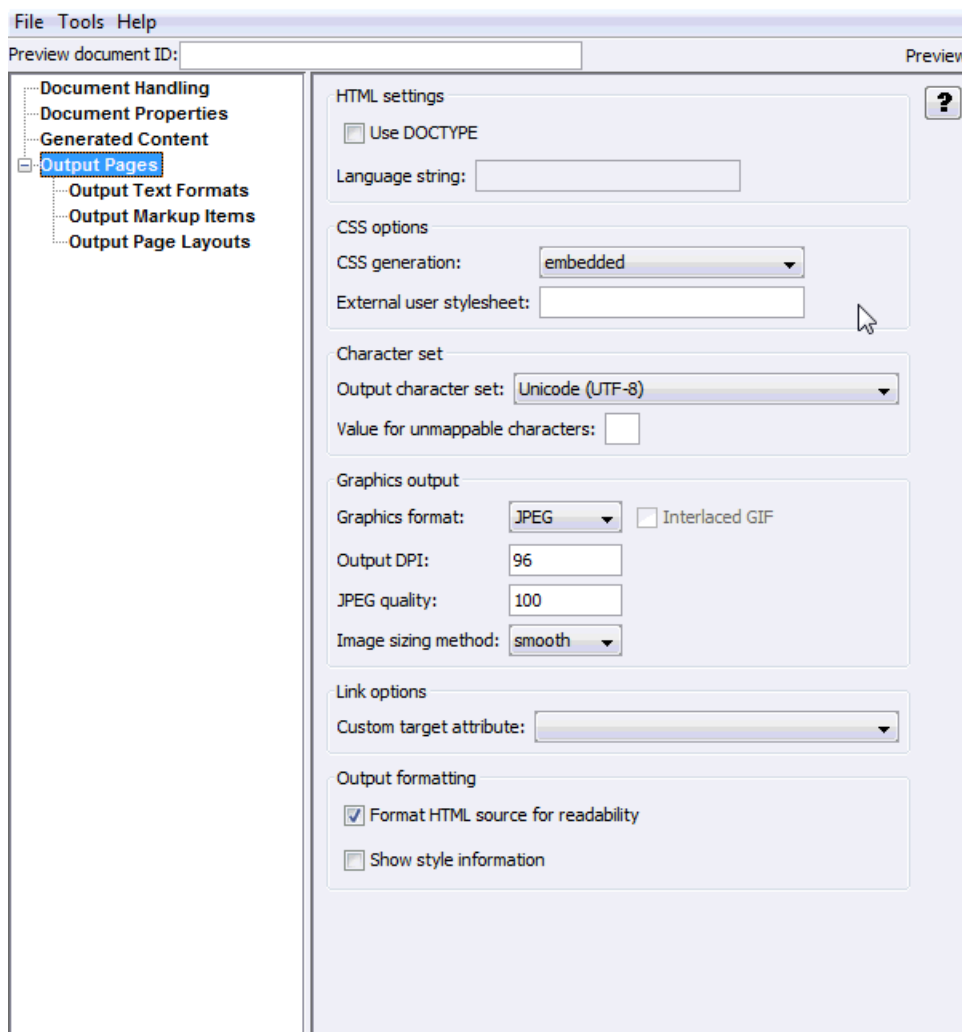 File Tools Help
Preview document ID:
Preview
Document Handling
Document Properties
Generated Content
Output Pages
Output Text Formats
Output Markup Items
Output Page Layouts
HTML settings
?
Use DOCTYPE
Language string:
CSS options
CSS generation: embedded
External user stylesheet:
Character set
Output character set: Unicode (UTF-8)
Value for unmappable characters:
Graphics output
Graphics format: JPEG Interlaced GIF
Output DPI: 96
JPEG quality: 100
Image sizing method: smooth
Link options
Custom target attribute:
Output formatting
Format HTML source for readability
Show style information